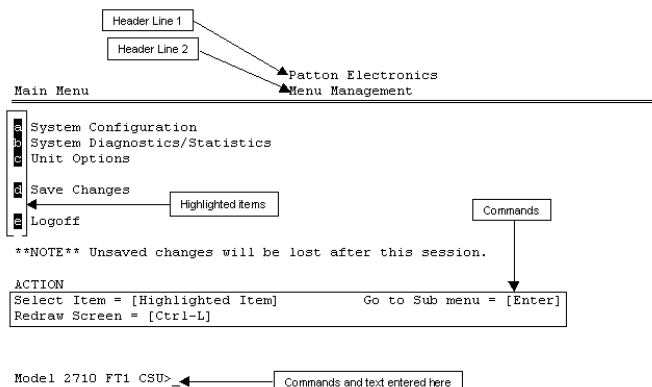 Header Line 1
Header Line 2
Patton Electronics
Main Menu Menu Management
a System Configuration
b System Diagnostics/Statistics
c Unit Options
d Save Changes
Highlighted items
Commands
e Logoff
**NOTE** Unsaved changes will be lost after this session.
ACTION
Select Item = [Highlighted Item] Go to Sub menu = [Enter]
Redraw Screen = [Ctrl-L]
Model 2710 FT1 CSU>_ Commands and text entered here